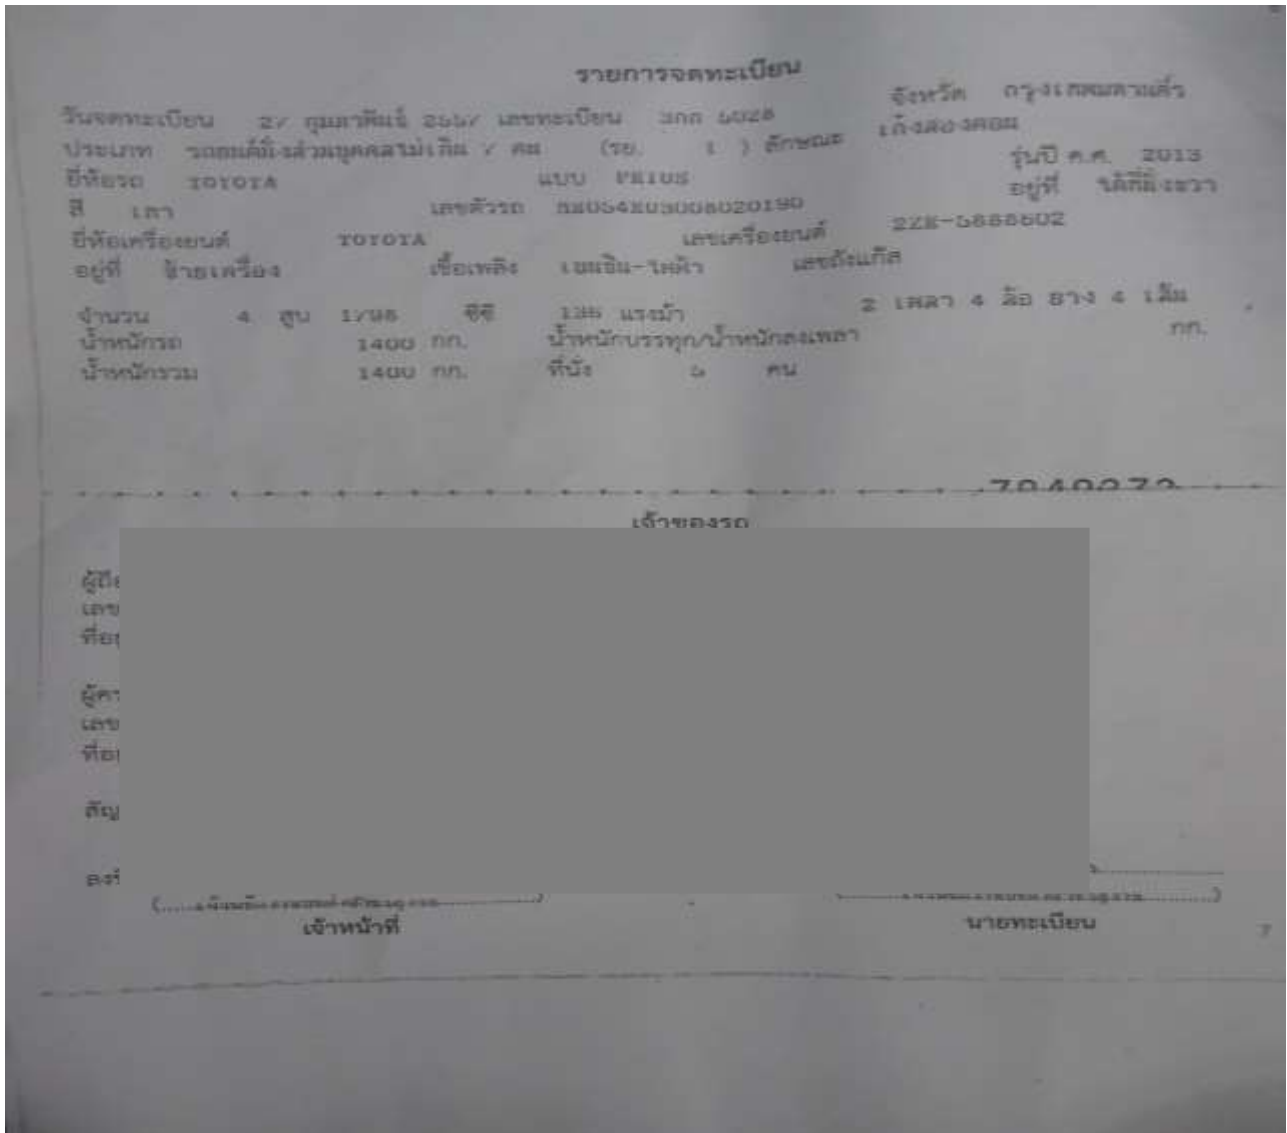 รายการจดทะเบียน
วันจดทะเบียน 27 กุมภาพันธ์ 2557 เลขทะเบียน 3กก จังหวัด กรุงเทพมหานคร
ประเภท รถยนต์นั่งส่วนบุคคลไม่เกิน 7 คน (รย. 1 ) ลักษณะ เก๋งสองตอน
ยี่ห้อรถ TOYOTA แบบ PRIUS รุ่นปี ค.ศ. 2013
สี เทา เลขตัวรถ อยู่ที่
ยี่ห้อเครื่องยนต์ TOYOTA เลขเครื่องยนต์
อยู่ที่ ซ้ายเครื่อง เชื้อเพลิง เบนซิน-ไฟฟ้า เลขถังแก๊ส
จำนวน 4 สูบ 1798 ซีซี แรงม้า 2 เพลา 4 ล้อ ยาง 4 เส้น
น้ำหนักรถ 1400 กก. น้ำหนักบรรทุก/น้ำหนักลงเพลา กก.
น้ำหนักรวม 1400 กก. ที่นั่ง 5 คน
เจ้าของรถ
เจ้าหน้าที่ นายทะเบียน
7